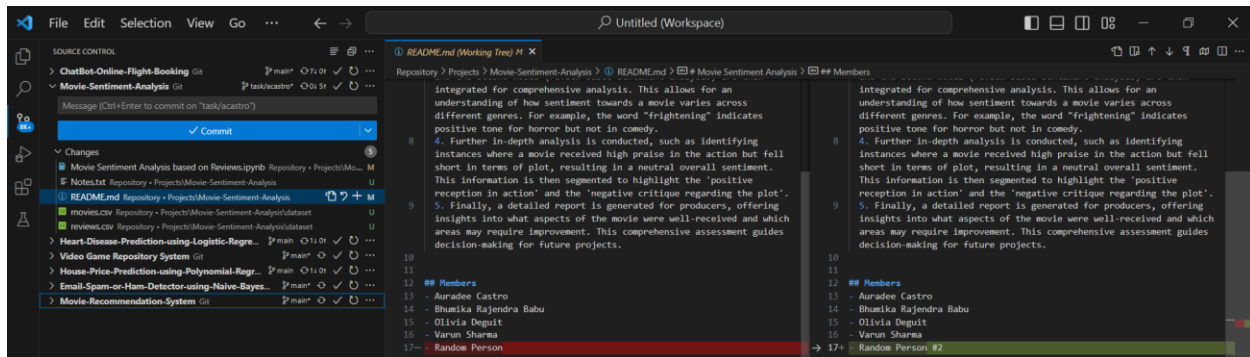 File Edit Selection View Go ··· Untitled (Workspace)
SOURCE CONTROL
ChatBot-Online-Flight-Booking Git main* 7↓ 0↑
Movie-Sentiment-Analysis Git task/acastro* 0↓ 5↑
Message (Ctrl+Enter to commit on "task/acastro")
Commit
Changes 5
Movie Sentiment Analysis based on Reviews.ipynb Repository • Projects\Mo... M
Notes.txt Repository • Projects\Movie-Sentiment-Analysis U
README.md Repository • Projects\Movie-Sentiment-Analysis M
movies.csv Repository • Projects\Movie-Sentiment-Analysis\dataset U
reviews.csv Repository • Projects\Movie-Sentiment-Analysis\dataset U
Heart-Disease-Prediction-using-Logistic-Regre... main 1↓ 0↑
Video Game Repository System Git main*
House-Price-Prediction-using-Polynomial-Regr... main 1↓ 0↑
Email-Spam-or-Ham-Detector-using-Naive-Bayes... main*
Movie-Recommendation-System Git main*
8K+
README.md (Working Tree) M
Repository > Projects > Movie-Sentiment-Analysis > README.md > # Movie Sentiment Analysis > ## Members
integrated for comprehensive analysis. This allows for an
understanding of how sentiment towards a movie varies across
different genres. For example, the word "frightening" indicates
positive tone for horror but not in comedy.
8 4. Further in-depth analysis is conducted, such as identifying
instances where a movie received high praise in the action but fell
short in terms of plot, resulting in a neutral overall sentiment.
This information is then segmented to highlight the 'positive
reception in action' and the 'negative critique regarding the plot'.
9 5. Finally, a detailed report is generated for producers, offering
insights into what aspects of the movie were well-received and which
areas may require improvement. This comprehensive assessment guides
decision-making for future projects.
10
11
12 ## Members
13 - Auradee Castro
14 - Bhumika Rajendra Babu
15 - Olivia Deguit
16 - Varun Sharma
17- - Random Person
integrated for comprehensive analysis. This allows for an
understanding of how sentiment towards a movie varies across
different genres. For example, the word "frightening" indicates
positive tone for horror but not in comedy.
8 4. Further in-depth analysis is conducted, such as identifying
instances where a movie received high praise in the action but fell
short in terms of plot, resulting in a neutral overall sentiment.
This information is then segmented to highlight the 'positive
reception in action' and the 'negative critique regarding the plot'.
9 5. Finally, a detailed report is generated for producers, offering
insights into what aspects of the movie were well-received and which
areas may require improvement. This comprehensive assessment guides
decision-making for future projects.
10
11
12 ## Members
13 - Auradee Castro
14 - Bhumika Rajendra Babu
15 - Olivia Deguit
16 - Varun Sharma
17+ - Random Person #2